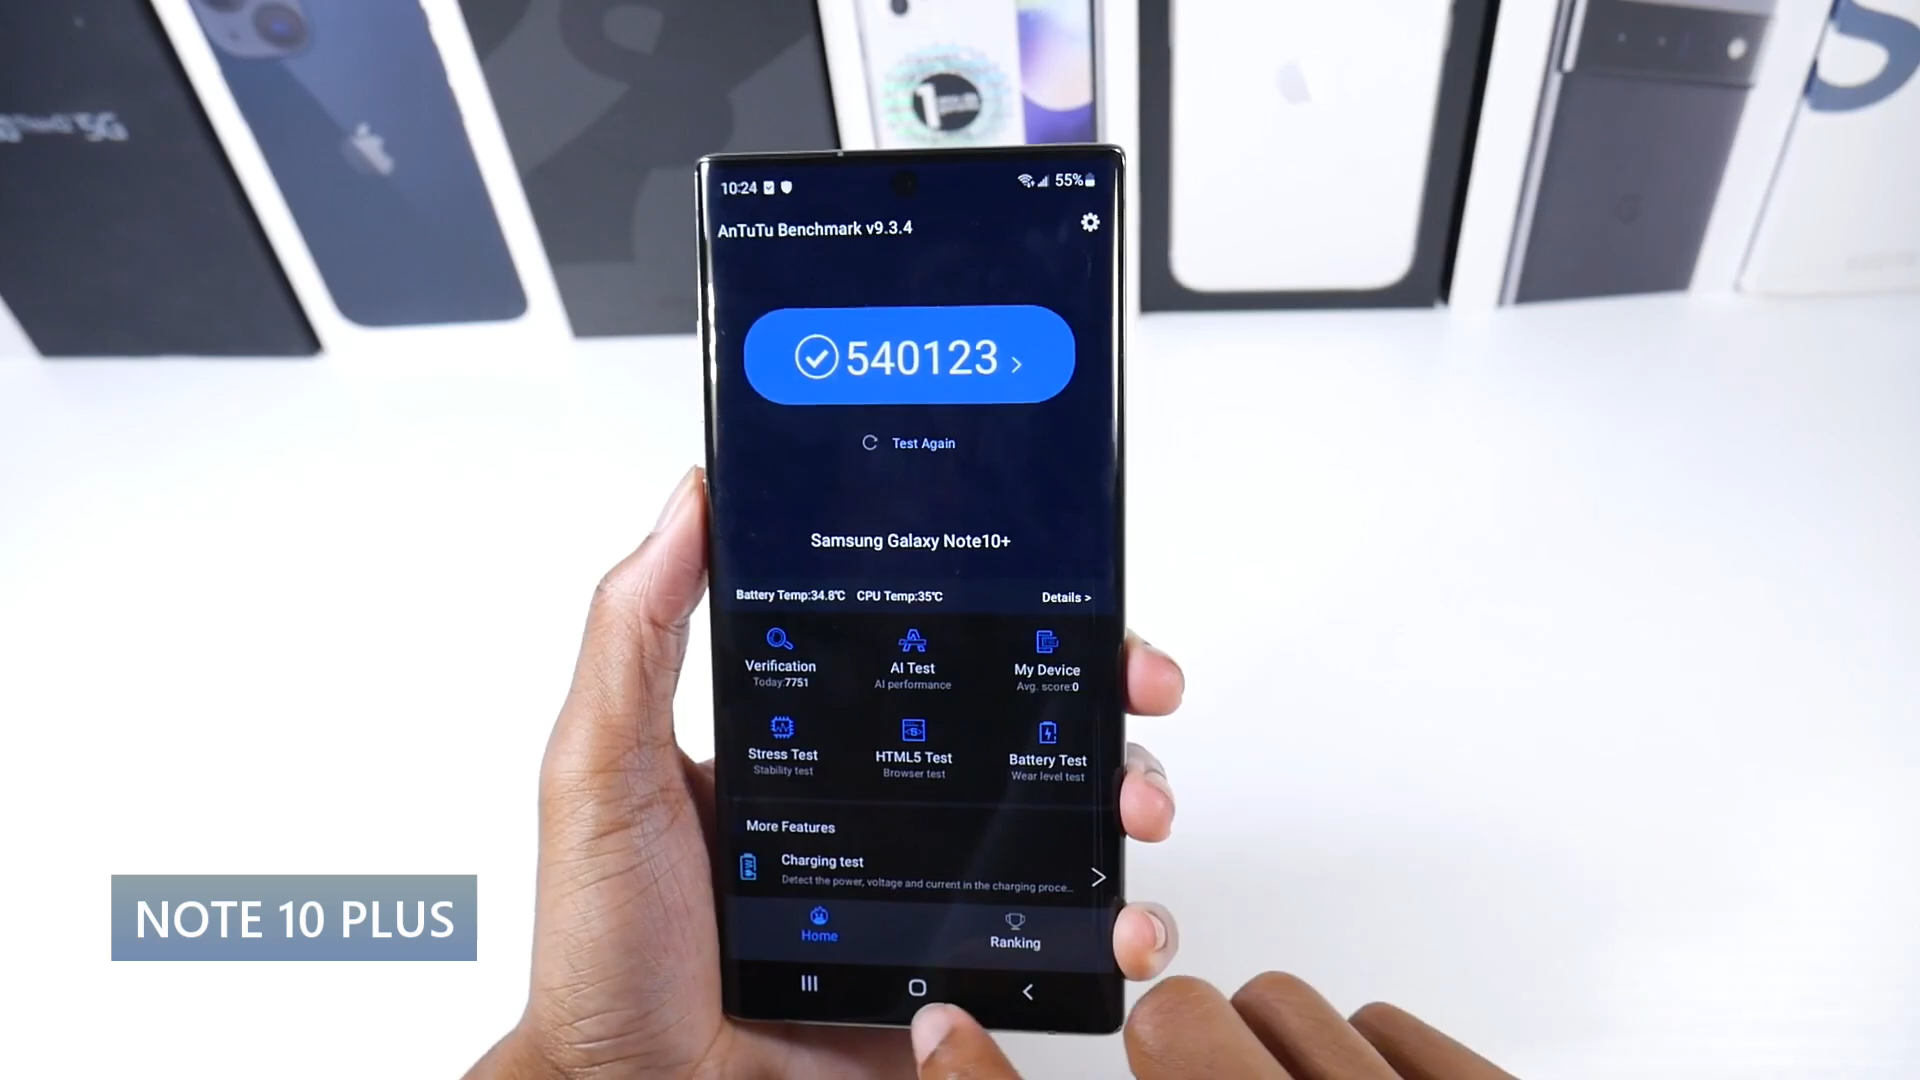 5G
1
10:24
55%
AnTuTu Benchmark v9.3.4
540123 >
Test Again
Samsung Galaxy Note10+
Battery Temp:34.8℃ CPU Temp:35℃ Details >
Verification AI Test My Device
Today:7751 AI performance Avg. score:0
Stress Test HTML5 Test Battery Test
Stability test Browser test Wear level test
More Features
Charging test
Detect the power, voltage and current in the charging proce...
Home Ranking
NOTE 10 PLUS